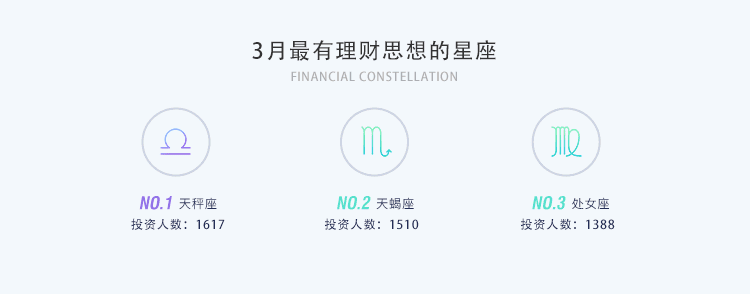 3月最有理财思想的星座
FINANCIAL CONSTELLATION
NO.1 天秤座
投资人数：1617
NO.2 天蝎座
投资人数：1510
NO.3 处女座
投资人数：1388